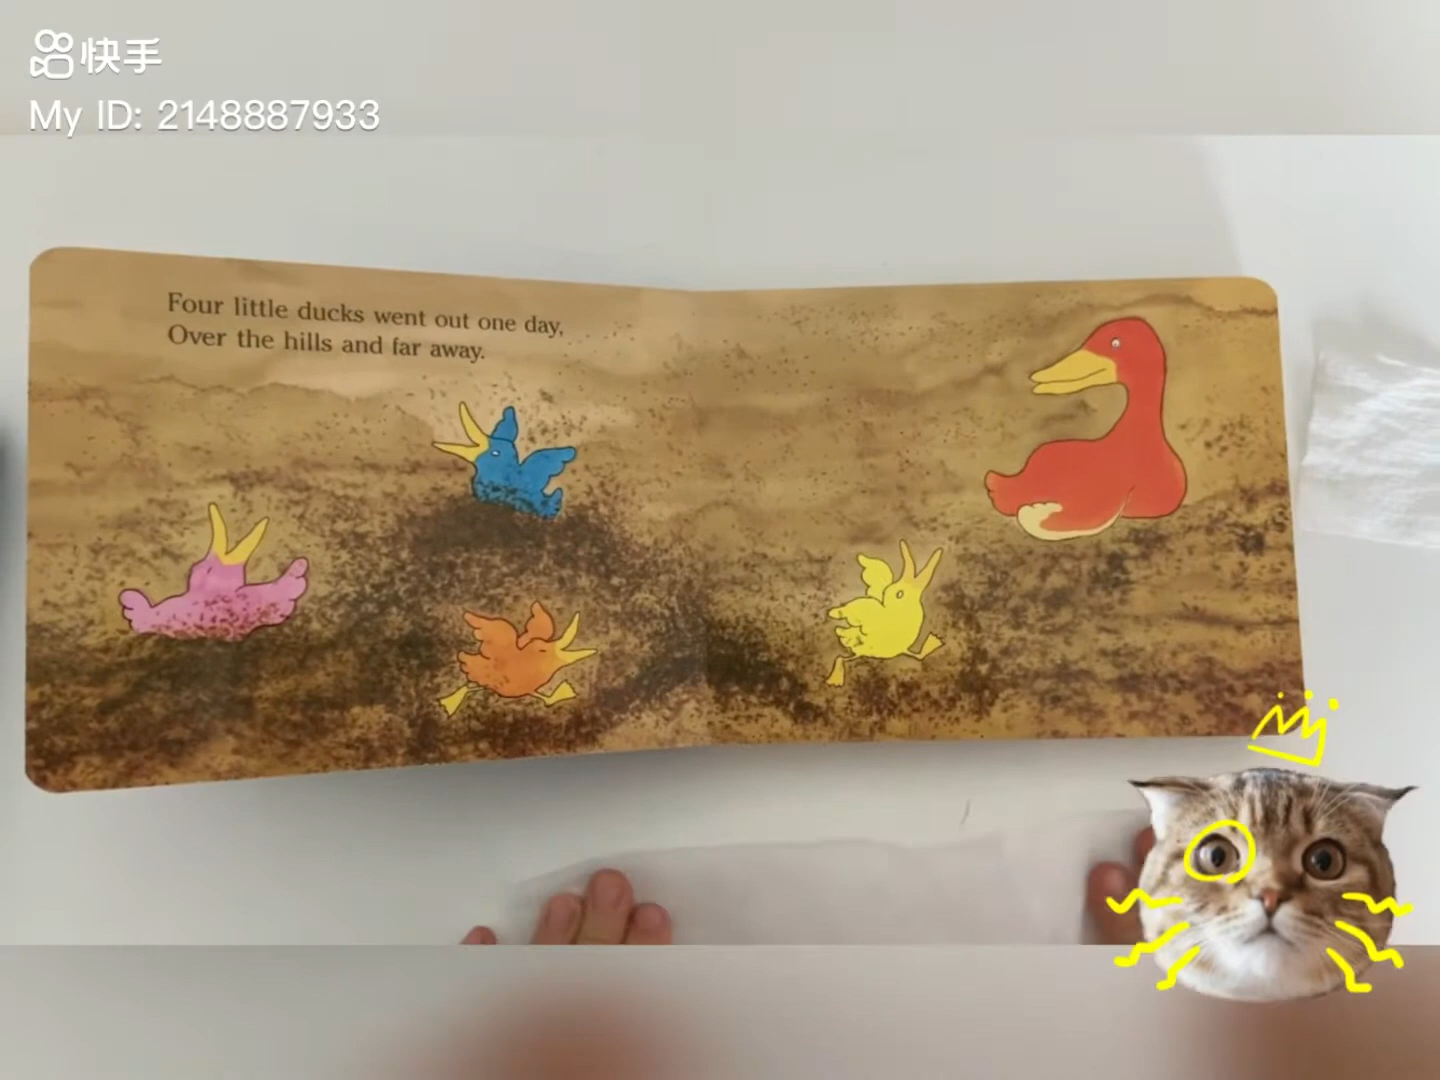 快手
My ID: 2148887933
Four little ducks went out one day,
Over the hills and far away.